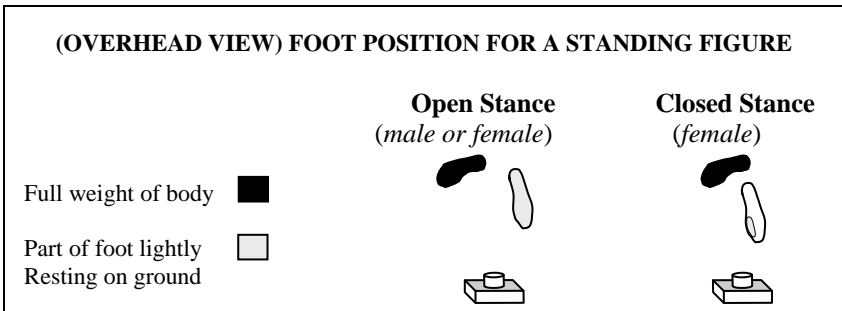 (OVERHEAD VIEW) FOOT POSITION FOR A STANDING FIGURE
Open Stance
(male or female)
Closed Stance
(female)
Full weight of body
Part of foot lightly
Resting on ground